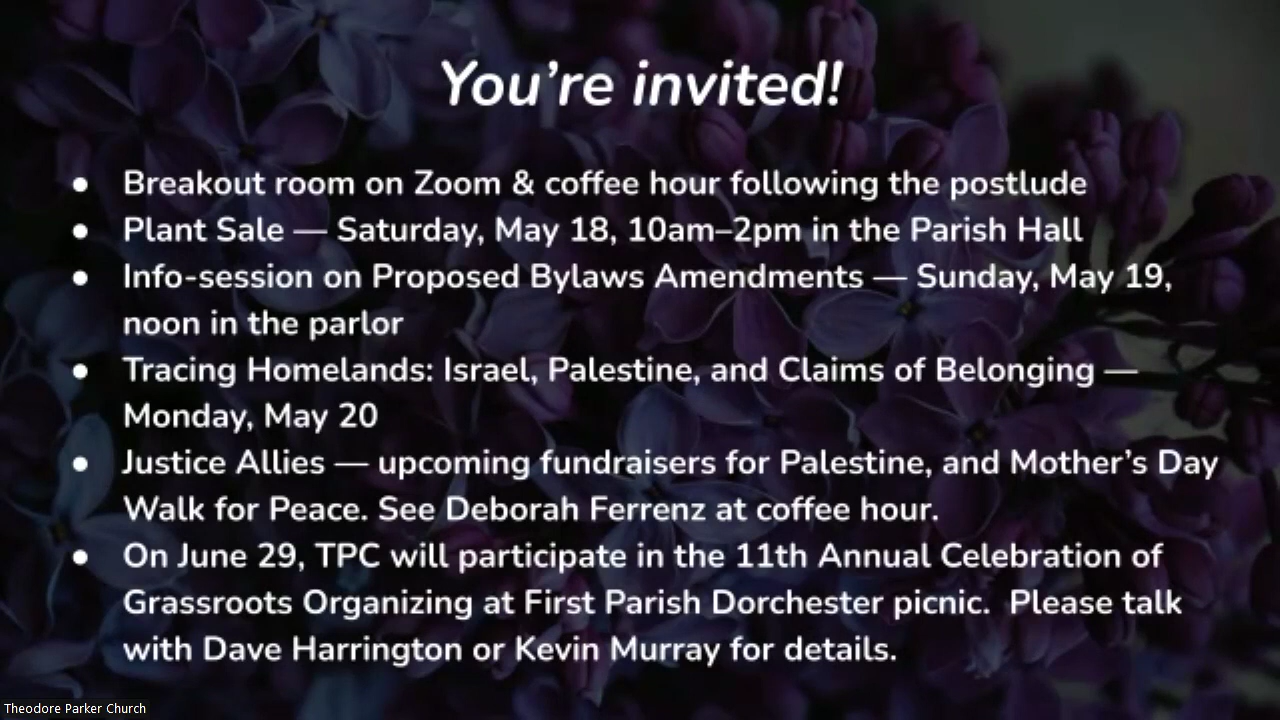 You’re invited!
● Breakout room on Zoom & coffee hour following the postlude
● Plant Sale — Saturday, May 18, 10am–2pm in the Parish Hall
● Info-session on Proposed Bylaws Amendments — Sunday, May 19,
noon in the parlor
● Tracing Homelands: Israel, Palestine, and Claims of Belonging —
Monday, May 20
● Justice Allies — upcoming fundraisers for Palestine, and Mother’s Day
Walk for Peace. See Deborah Ferrenz at coffee hour.
● On June 29, TPC will participate in the 11th Annual Celebration of
Grassroots Organizing at First Parish Dorchester picnic.  Please talk
with Dave Harrington or Kevin Murray for details.
Theodore Parker Church